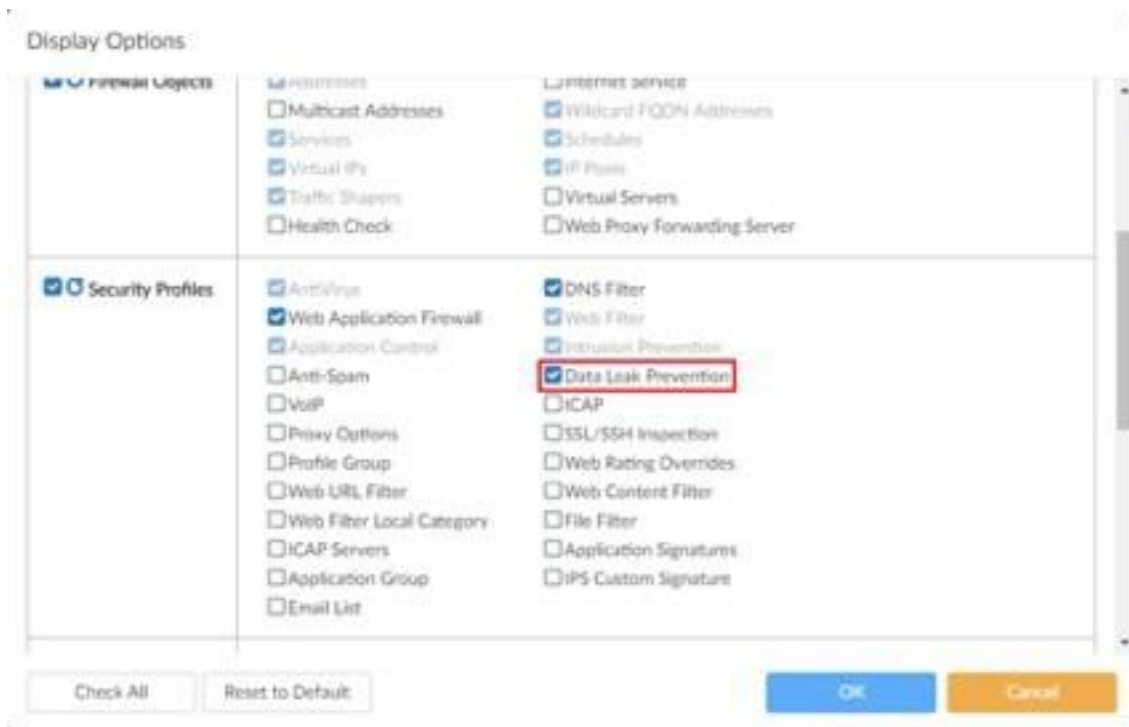 Display Options
Firewall Objects
Addresses
Internet Service
Multicast Addresses
Wildcard FQDN Addresses
Services
Schedules
Virtual IPs
IP Pools
Traffic Shapers
Virtual Servers
Health Check
Web Proxy Forwarding Server
Security Profiles
AntiVirus
DNS Filter
Web Application Firewall
Web Filter
Application Control
Intrusion Prevention
Anti-Spam
Data Leak Prevention
VoIP
ICAP
Proxy Options
SSL/SSH Inspection
Profile Group
Web Rating Overrides
Web URL Filter
Web Content Filter
Web Filter Local Category
File Filter
ICAP Servers
Application Signatures
Application Group
IPS Custom Signature
Email List
Check All
Reset to Default
OK
Cancel